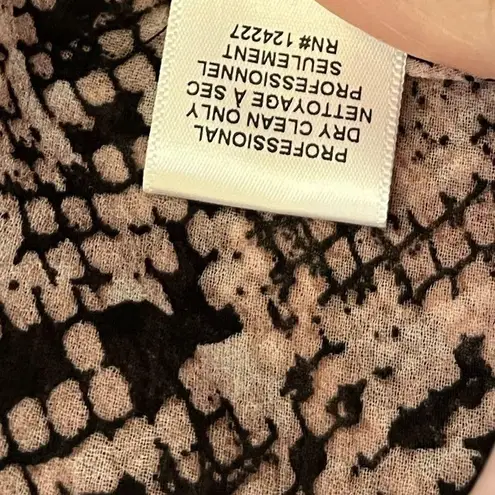 PROFESSIONAL
DRY CLEAN ONLY
NETTOYAGE À SEC
PROFESSIONNEL
SEULEMENT
RN# 124227